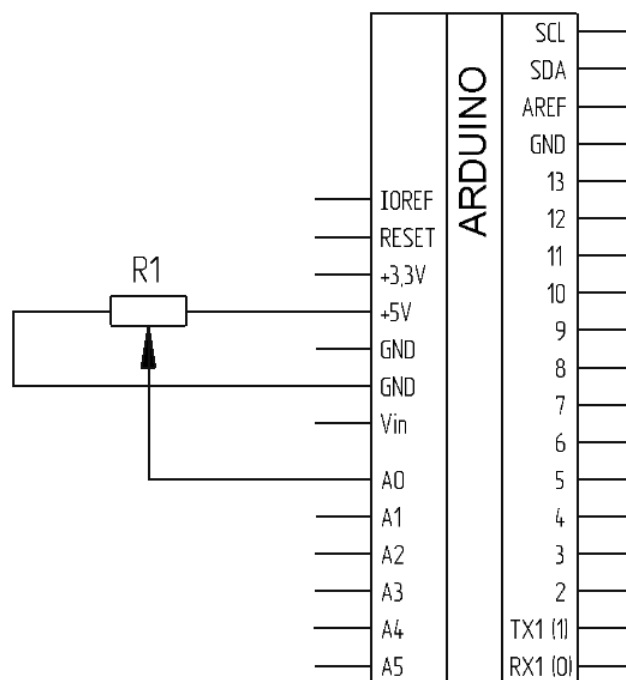 R1
IOREF
RESET
+3,3V
+5V
GND
GND
Vin
A0
A1
A2
A3
A4
A5
ARDUINO
SCL
SDA
AREF
GND
13
12
11
10
9
8
7
6
5
4
3
2
TX1 (1)
RX1 (0)